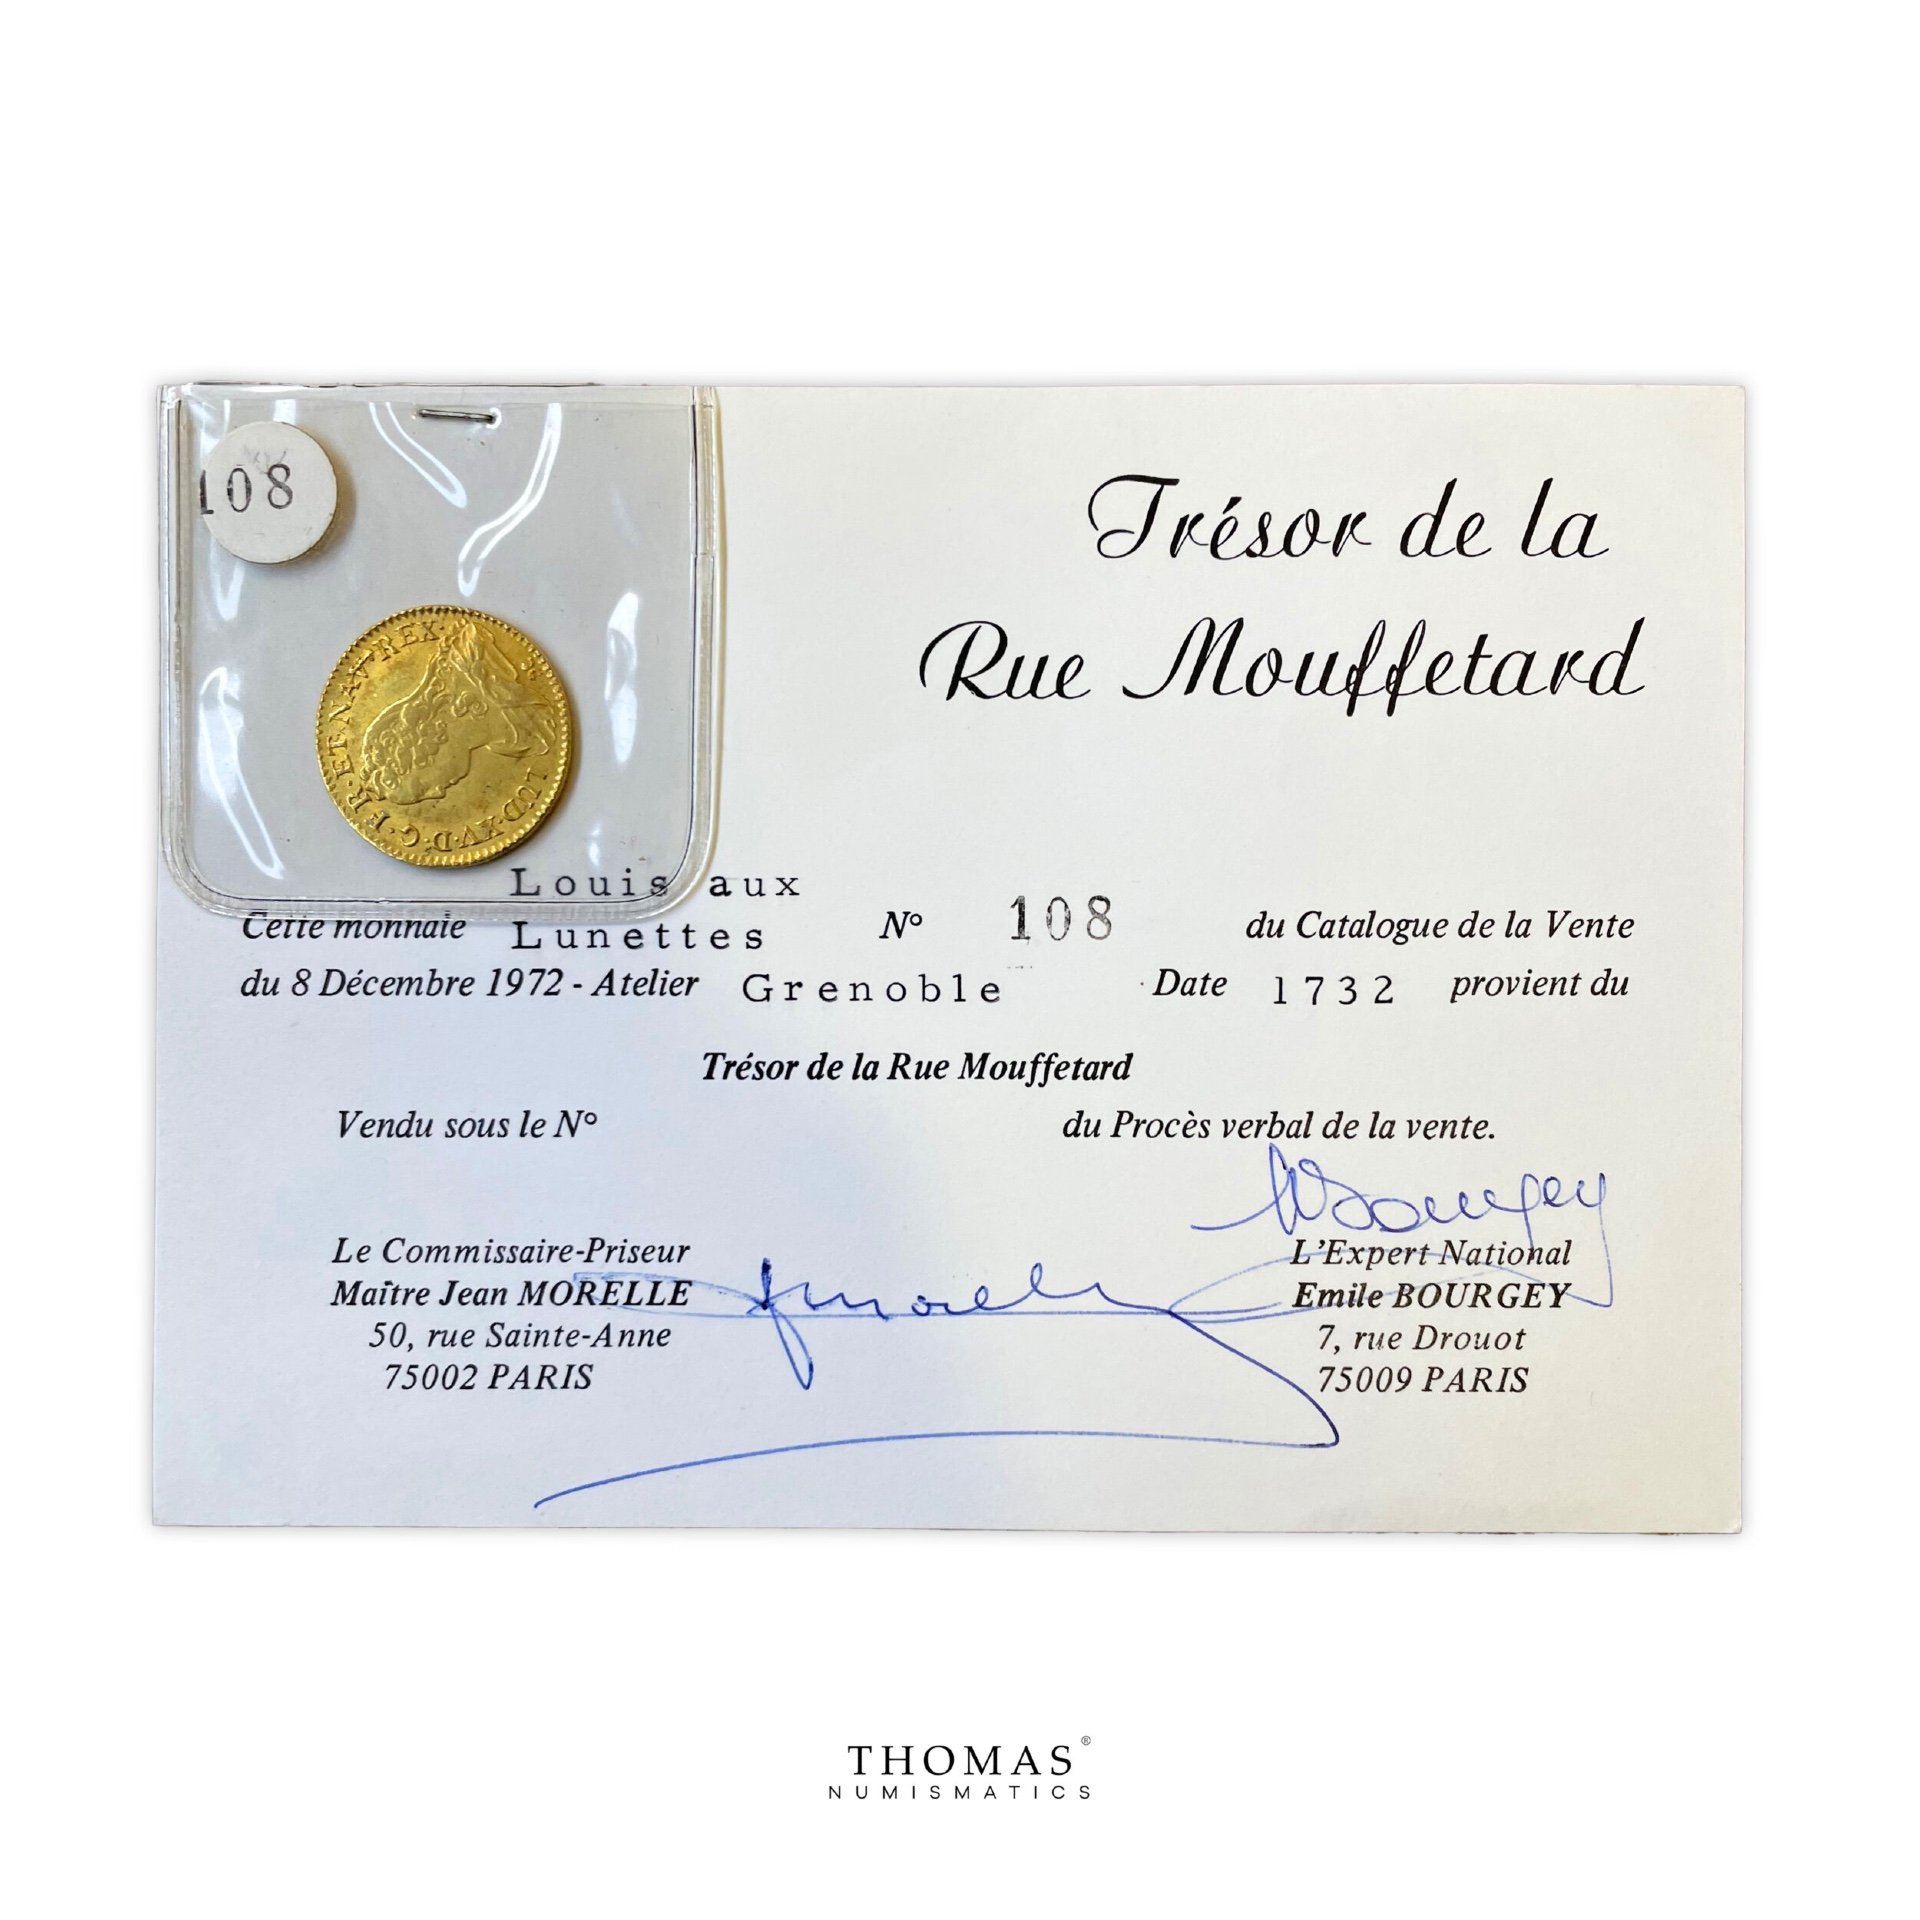 108
LUD·XV·D·G·FR·ET·NAV·REX·
Trésor de la
Rue Mouffetard
Louis aux
Cette monnaie Lunettes N° 108 du Catalogue de la Vente
du 8 Décembre 1972 - Atelier Grenoble Date 1732 provient du
Trésor de la Rue Mouffetard
Vendu sous le N° du Procès verbal de la vente.
Bourgey
Le Commissaire-Priseur
Maître Jean MORELLE
50, rue Sainte-Anne
75002 PARIS
Jmorelle
L'Expert National
Emile BOURGEY
7, rue Drouot
75009 PARIS
THOMAS®
NUMISMATICS